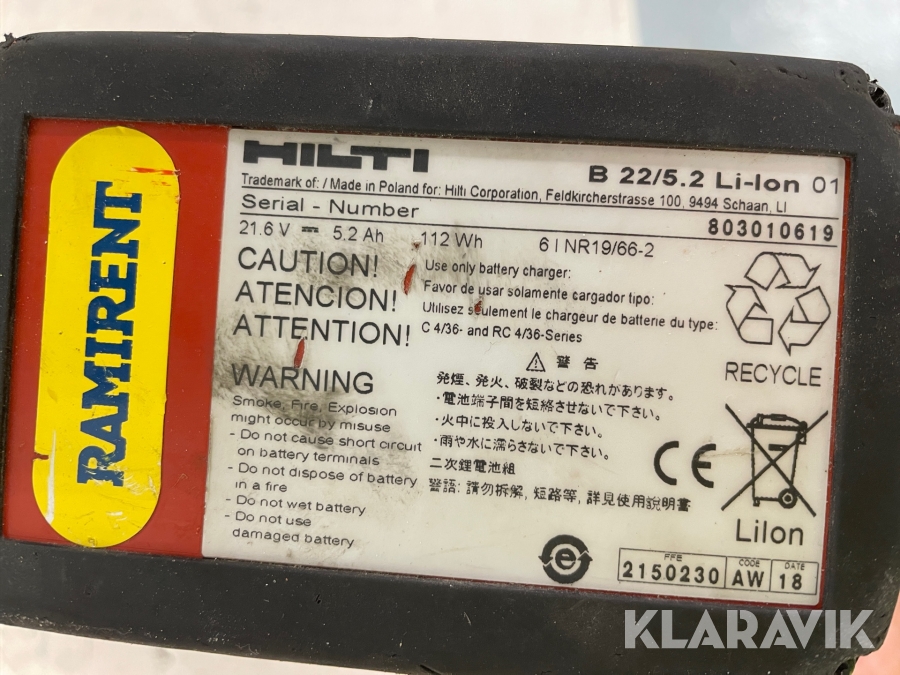 RAMIRENT
HILTI
B 22/5.2 Li-Ion 01
Trademark of: / Made in Poland for: Hilti Corporation, Feldkircherstrasse 100, 9494 Schaan, LI
Serial - Number
803010619
21.6 V ⎓ 5.2 Ah 112 Wh 6 I NR19/66-2
CAUTION!
ATENCION!
ATTENTION!
Use only battery charger:
Favor de usar solamente cargador tipo:
Utilisez seulement le chargeur de batterie du type:
C 4/36- and RC 4/36-Series
WARNING
Smoke, Fire, Explosion
might occur by misuse
- Do not cause short circuit
on battery terminals
- Do not dispose of battery
in a fire
- Do not wet battery
- Do not use
damaged battery
⚠ 警告
発煙、発火、破裂などの恐れがあります。
・電池端子間を短絡させないで下さい。
・火中に投入しないで下さい。
・雨や水に濡らさないで下さい。
二次鋰電池組
警語: 請勿拆解, 短路等, 詳見使用說明書
RECYCLE
CE
LiIon
e
FFE
2150230
CODE
AW
DATE
18
KLARAVIK